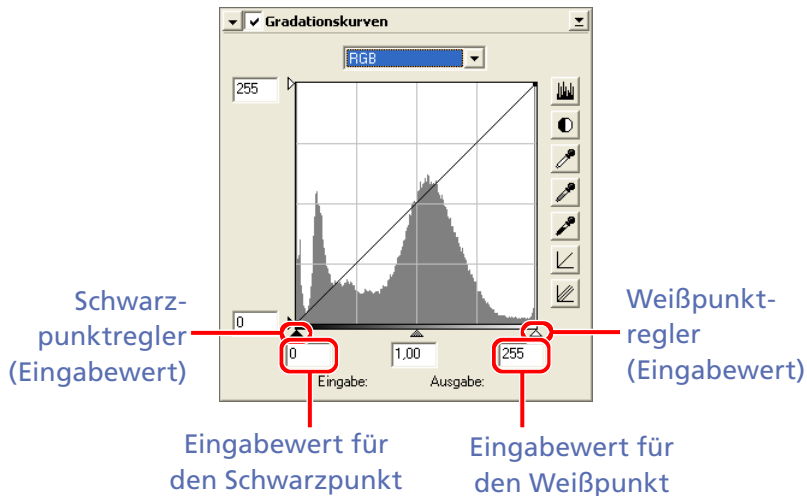 Gradationskurven
RGB
255
0
0
1,00
255
Eingabe:
Ausgabe:
Schwarz-
punktregler
(Eingabewert)
Weißpunkt-
regler
(Eingabewert)
Eingabewert für
den Schwarzpunkt
Eingabewert für
den Weißpunkt